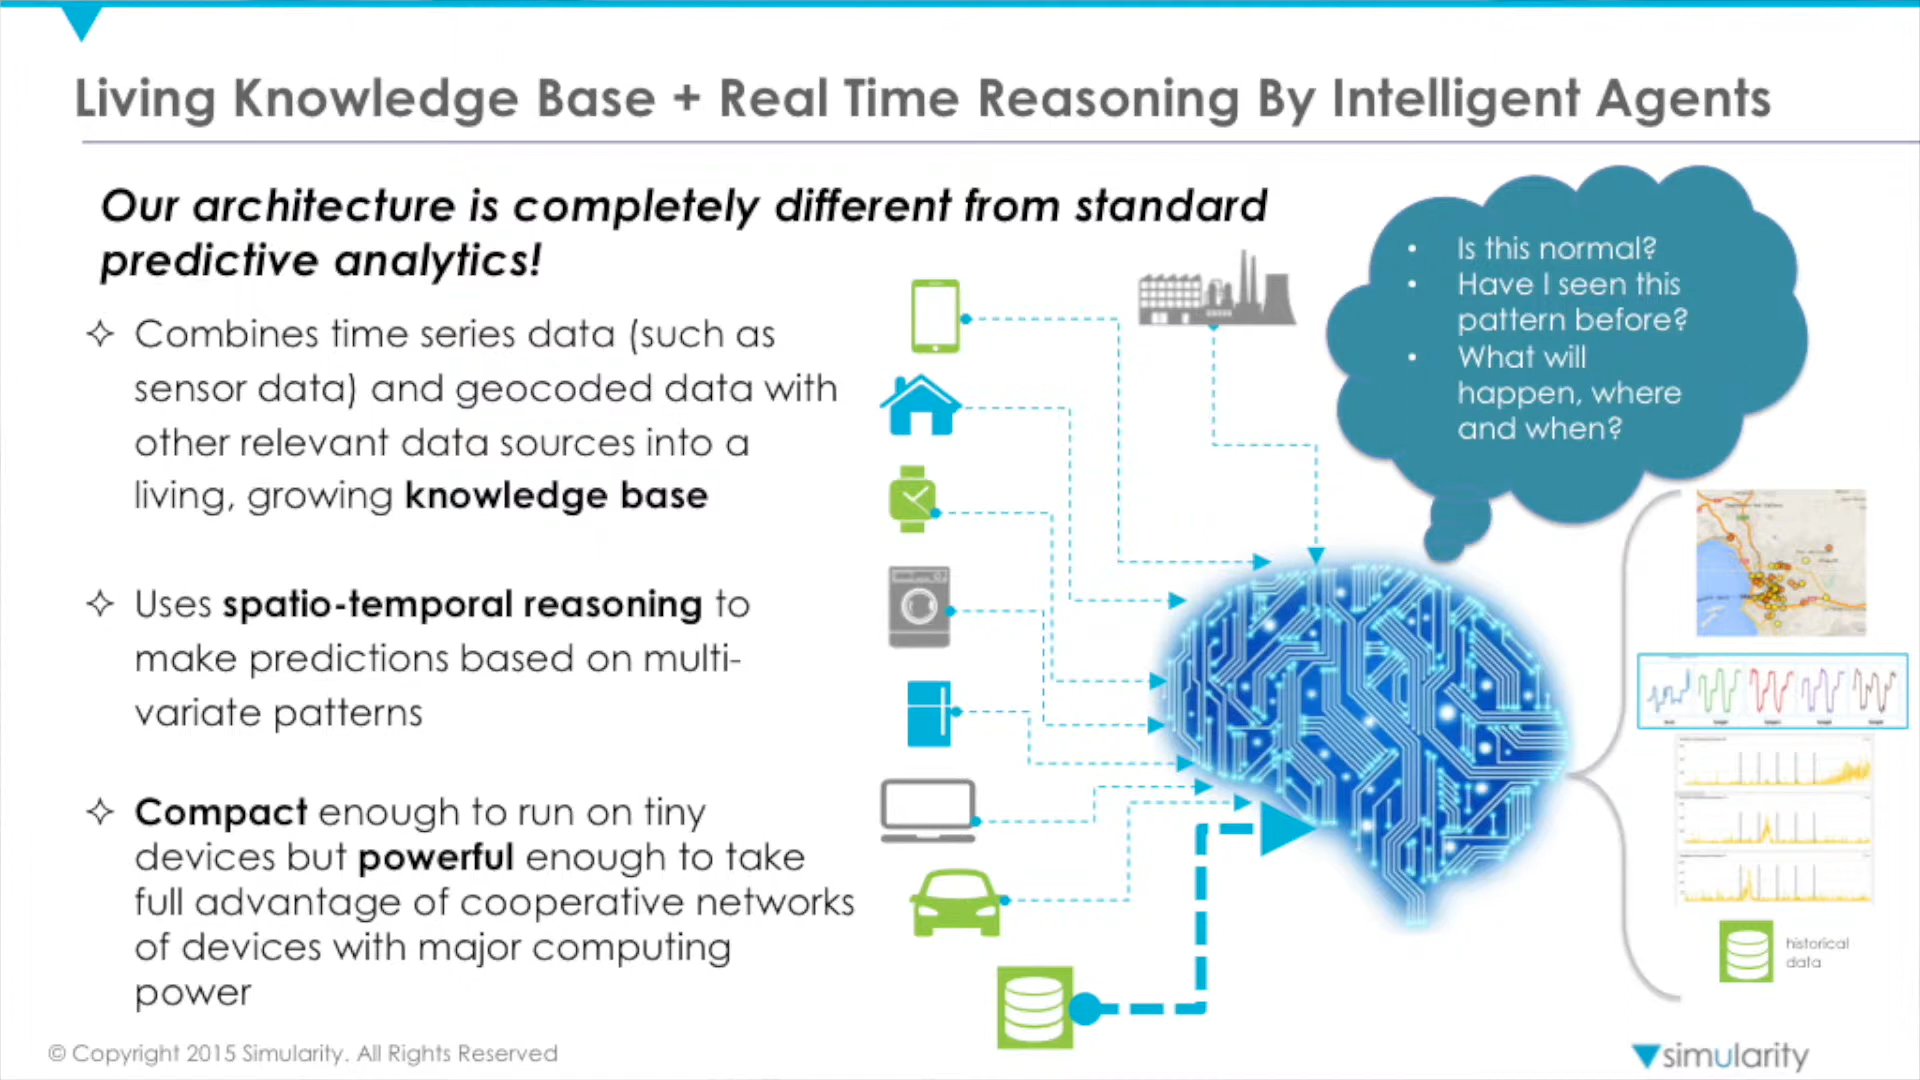 Living Knowledge Base + Real Time Reasoning By Intelligent Agents
Our architecture is completely different from standard
predictive analytics!
Combines time series data (such as
sensor data) and geocoded data with
other relevant data sources into a
living, growing knowledge base
Uses spatio-temporal reasoning to
make predictions based on multi-
variate patterns
Compact enough to run on tiny
devices but powerful enough to take
full advantage of cooperative networks
of devices with major computing
power
• Is this normal?
• Have I seen this
pattern before?
• What will
happen, where
and when?
historical
data
© Copyright 2015 Simularity. All Rights Reserved
simularity